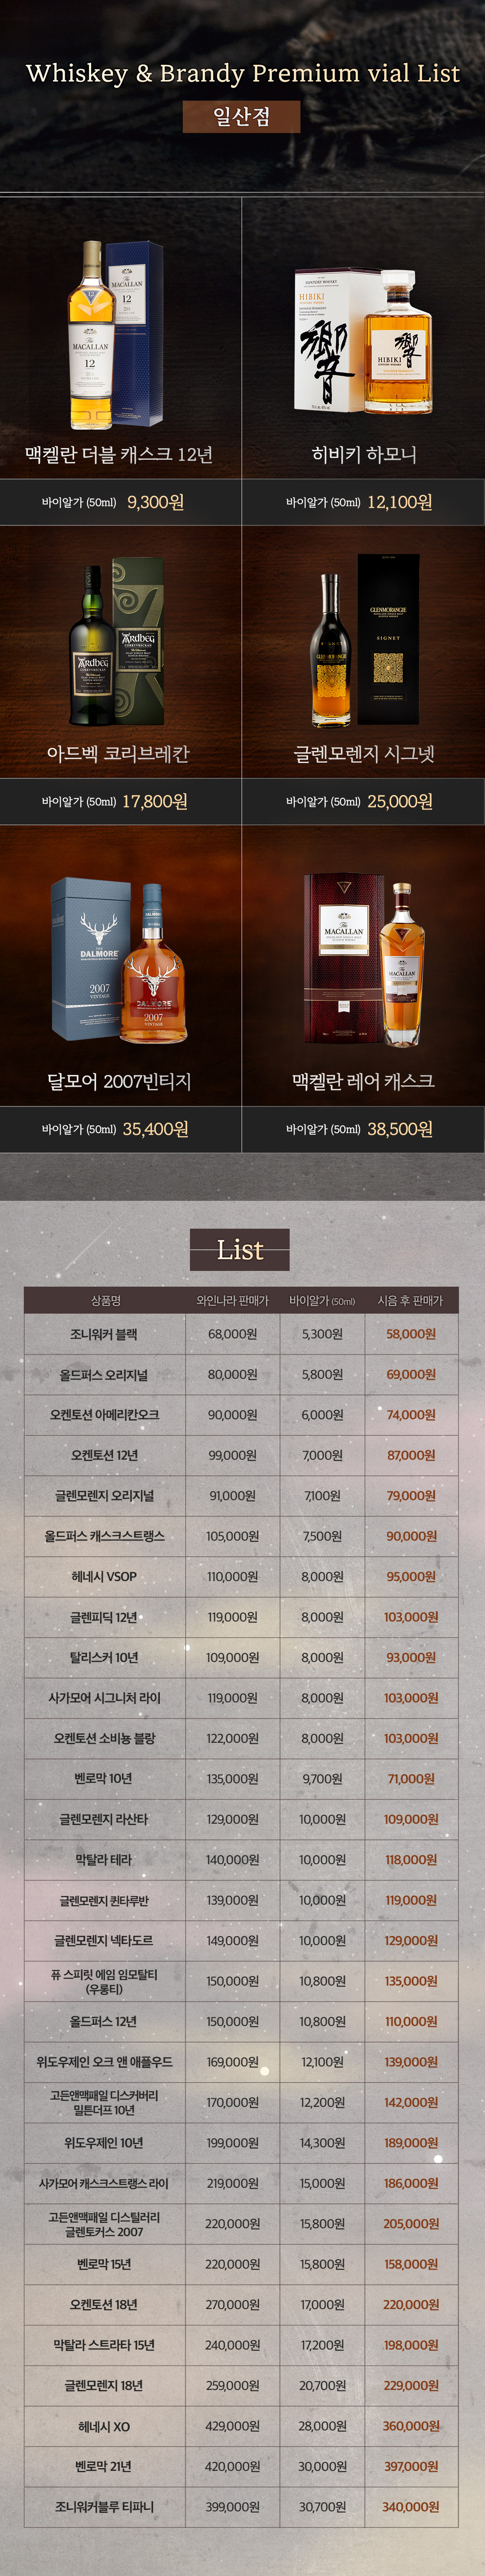 Whiskey & Brandy Premium vial List
일산점
The
MACALLAN
12
The
MACALLAN
12
SUNTORY WHISKY
HIBIKI
響
HIBIKI
響
맥켈란 더블 캐스크 12년
히비키 하모니
바이알가 (50ml) 9,300원
바이알가 (50ml) 12,100원
Ardbeg
CORRYVRECKAN
Ardbeg
CORRYVRECKAN
GLENMORANGIE
SIGNET
아드벡 코리브레칸
글렌모렌지 시그넷
바이알가 (50ml) 17,800원
바이알가 (50ml) 25,000원
THE
DALMORE
2007
VINTAGE
DALMORE
2007
VINTAGE
The
MACALLAN
The
MACALLAN
달모어 2007빈티지
맥켈란 레어 캐스크
바이알가 (50ml) 35,400원
바이알가 (50ml) 38,500원
List
상품명 와인나라 판매가 바이알가 (50ml) 시음 후 판매가
조니워커 블랙 68,000원 5,300원 58,000원
올드퍼스 오리지널 80,000원 5,800원 69,000원
오켄토션 아메리칸오크 90,000원 6,000원 74,000원
오켄토션 12년 99,000원 7,000원 87,000원
글렌모렌지 오리지널 91,000원 7,100원 79,000원
올드퍼스 캐스크스트랭스 105,000원 7,500원 90,000원
헤네시 VSOP 110,000원 8,000원 95,000원
글렌피딕 12년 119,000원 8,000원 103,000원
탈리스커 10년 109,000원 8,000원 93,000원
사가모어 시그니처 라이 119,000원 8,000원 103,000원
오켄토션 소비뇽 블랑 122,000원 8,000원 103,000원
벤로막 10년 135,000원 9,700원 71,000원
글렌모렌지 라산타 129,000원 10,000원 109,000원
막탈라 테라 140,000원 10,000원 118,000원
글렌모렌지 퀸타루반 139,000원 10,000원 119,000원
글렌모렌지 넥타도르 149,000원 10,000원 129,000원
퓨 스피릿 에임 임모탈티
(우롱티) 150,000원 10,800원 135,000원
올드퍼스 12년 150,000원 10,800원 110,000원
위도우제인 오크 앤 애플우드 169,000원 12,100원 139,000원
고든앤맥패일 디스커버리
밀튼더프 10년 170,000원 12,200원 142,000원
위도우제인 10년 199,000원 14,300원 189,000원
사가모어 캐스크스트랭스 라이 219,000원 15,000원 186,000원
고든앤맥패일 디스틸러리
글렌토커스 2007 220,000원 15,800원 205,000원
벤로막 15년 220,000원 15,800원 158,000원
오켄토션 18년 270,000원 17,000원 220,000원
막탈라 스트라타 15년 240,000원 17,200원 198,000원
글렌모렌지 18년 259,000원 20,700원 229,000원
헤네시 XO 429,000원 28,000원 360,000원
벤로막 21년 420,000원 30,000원 397,000원
조니워커블루 티파니 399,000원 30,700원 340,000원